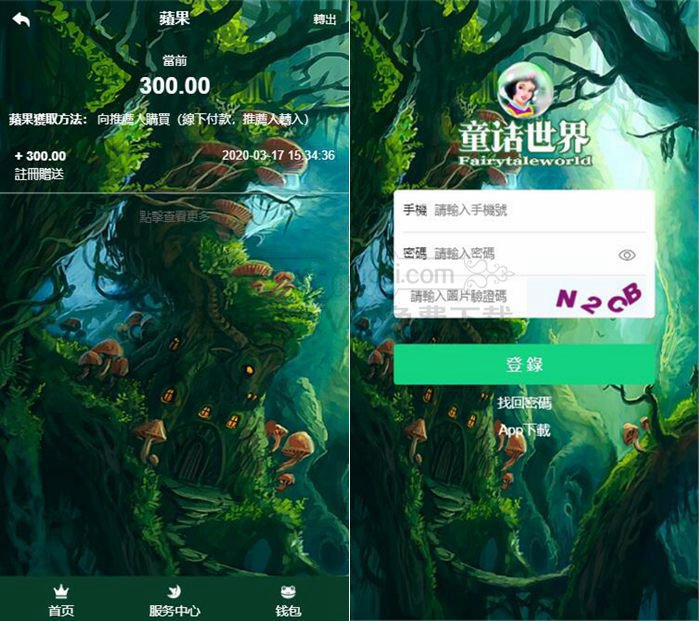 蘋果
轉出
當前
300.00
蘋果獲取方法： 向推薦人購買（線下付款，推薦人轉入）
+ 300.00
2020-03-17 15:34:36
註冊贈送
點擊查看更多
首页
服务中心
钱包
童话世界
Fairytaleworld
手機 請輸入手機號
密碼 請輸入密碼
請輸入圖片驗證碼
N2CB
登錄
找回密碼
App下載